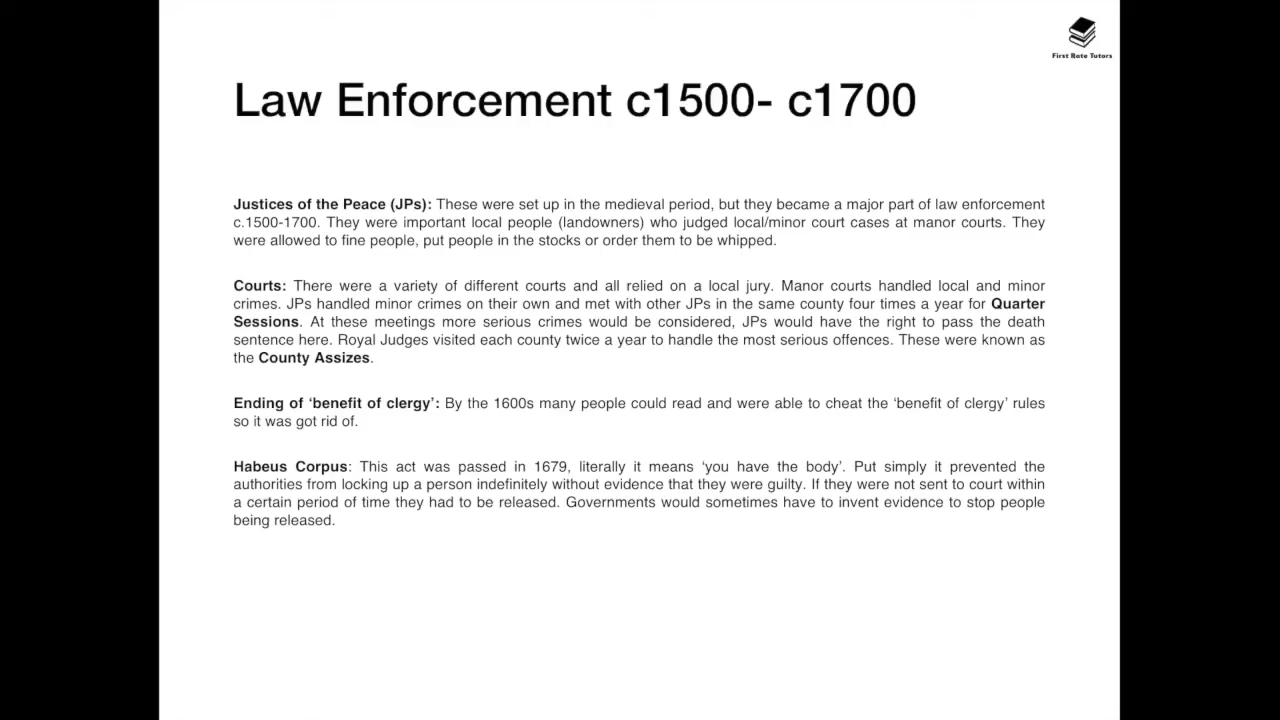 First Rate Tutors
Law Enforcement c1500- c1700
Justices of the Peace (JPs): These were set up in the medieval period, but they became a major part of law enforcement
c.1500-1700. They were important local people (landowners) who judged local/minor court cases at manor courts. They
were allowed to fine people, put people in the stocks or order them to be whipped.
Courts: There were a variety of different courts and all relied on a local jury. Manor courts handled local and minor
crimes. JPs handled minor crimes on their own and met with other JPs in the same county four times a year for Quarter
Sessions. At these meetings more serious crimes would be considered, JPs would have the right to pass the death
sentence here. Royal Judges visited each county twice a year to handle the most serious offences. These were known as
the County Assizes.
Ending of ‘benefit of clergy’: By the 1600s many people could read and were able to cheat the ‘benefit of clergy’ rules
so it was got rid of.
Habeus Corpus: This act was passed in 1679, literally it means ‘you have the body’. Put simply it prevented the
authorities from locking up a person indefinitely without evidence that they were guilty. If they were not sent to court within
a certain period of time they had to be released. Governments would sometimes have to invent evidence to stop people
being released.